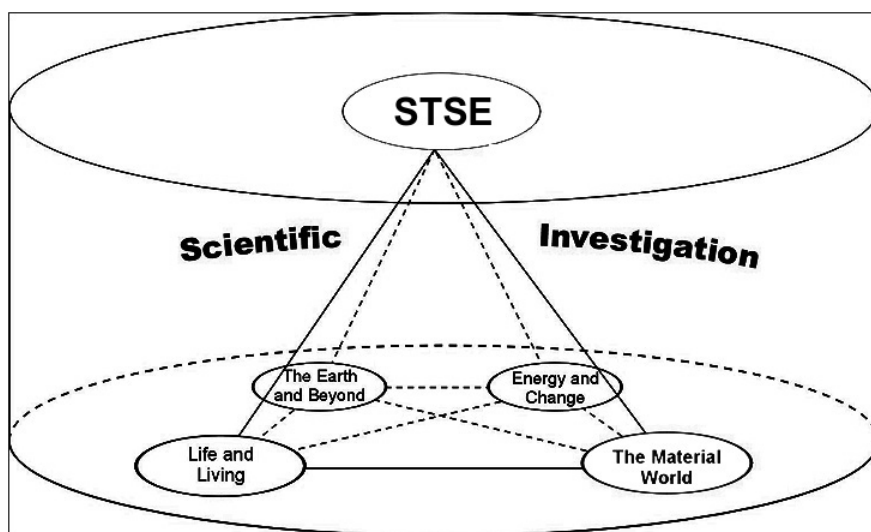 STSE
Scientific Investigation
The Earth
and Beyond
Energy and
Change
Life and
Living
The Material
World